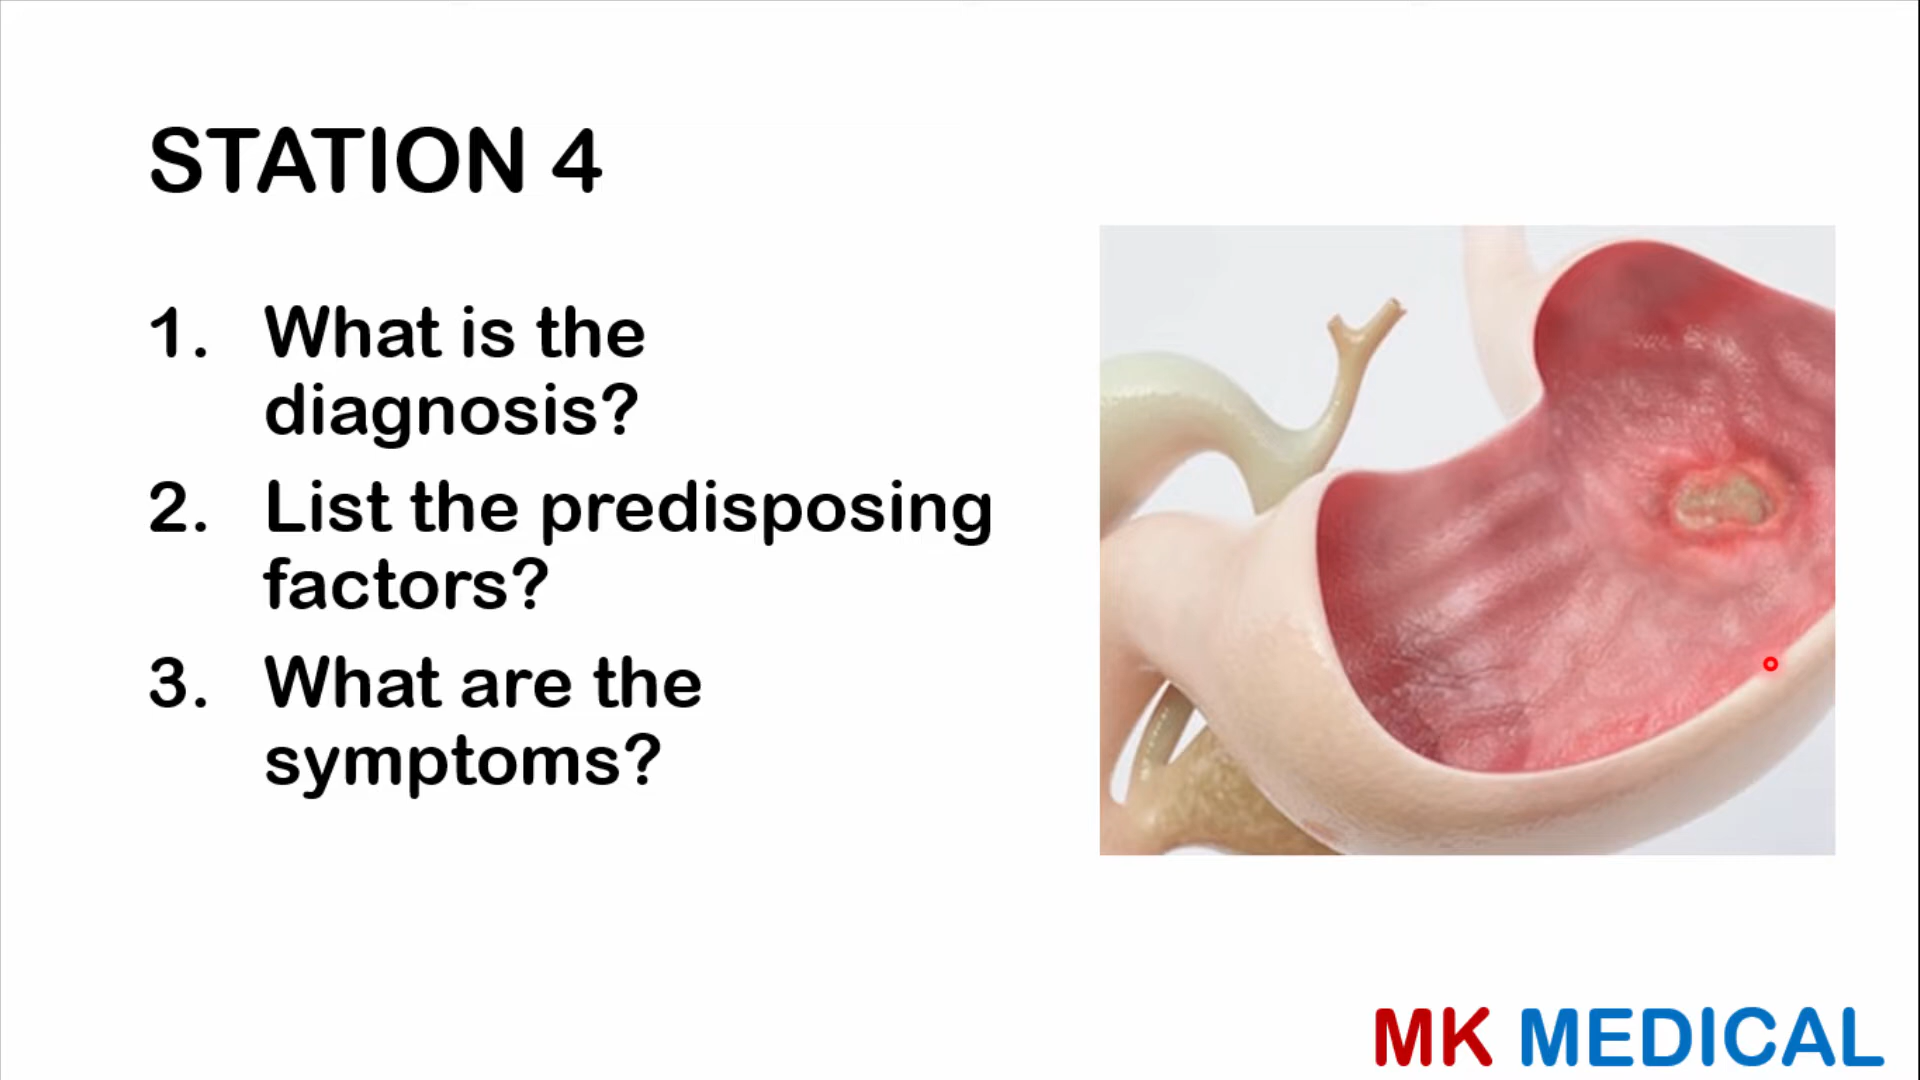 STATION 4
1. What is the
diagnosis?
2. List the predisposing
factors?
3. What are the
symptoms?
MK MEDICAL